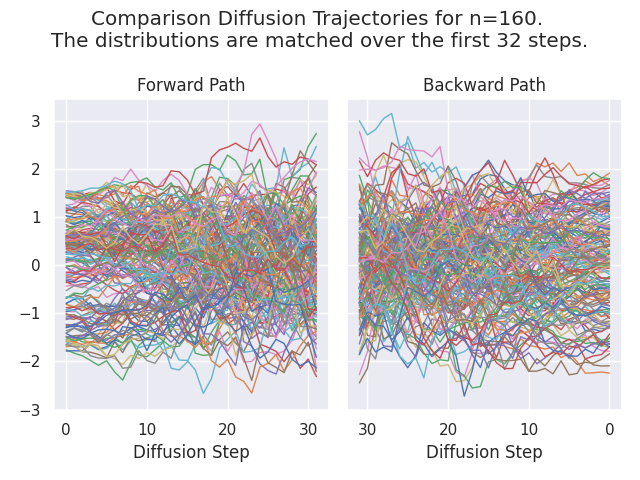 Comparison Diffusion Trajectories for n=160.
The distributions are matched over the first 32 steps.
Forward Path
Backward Path
3
2
1
0
−1
−2
−3
0 10 20 30
30 20 10 0
Diffusion Step
Diffusion Step